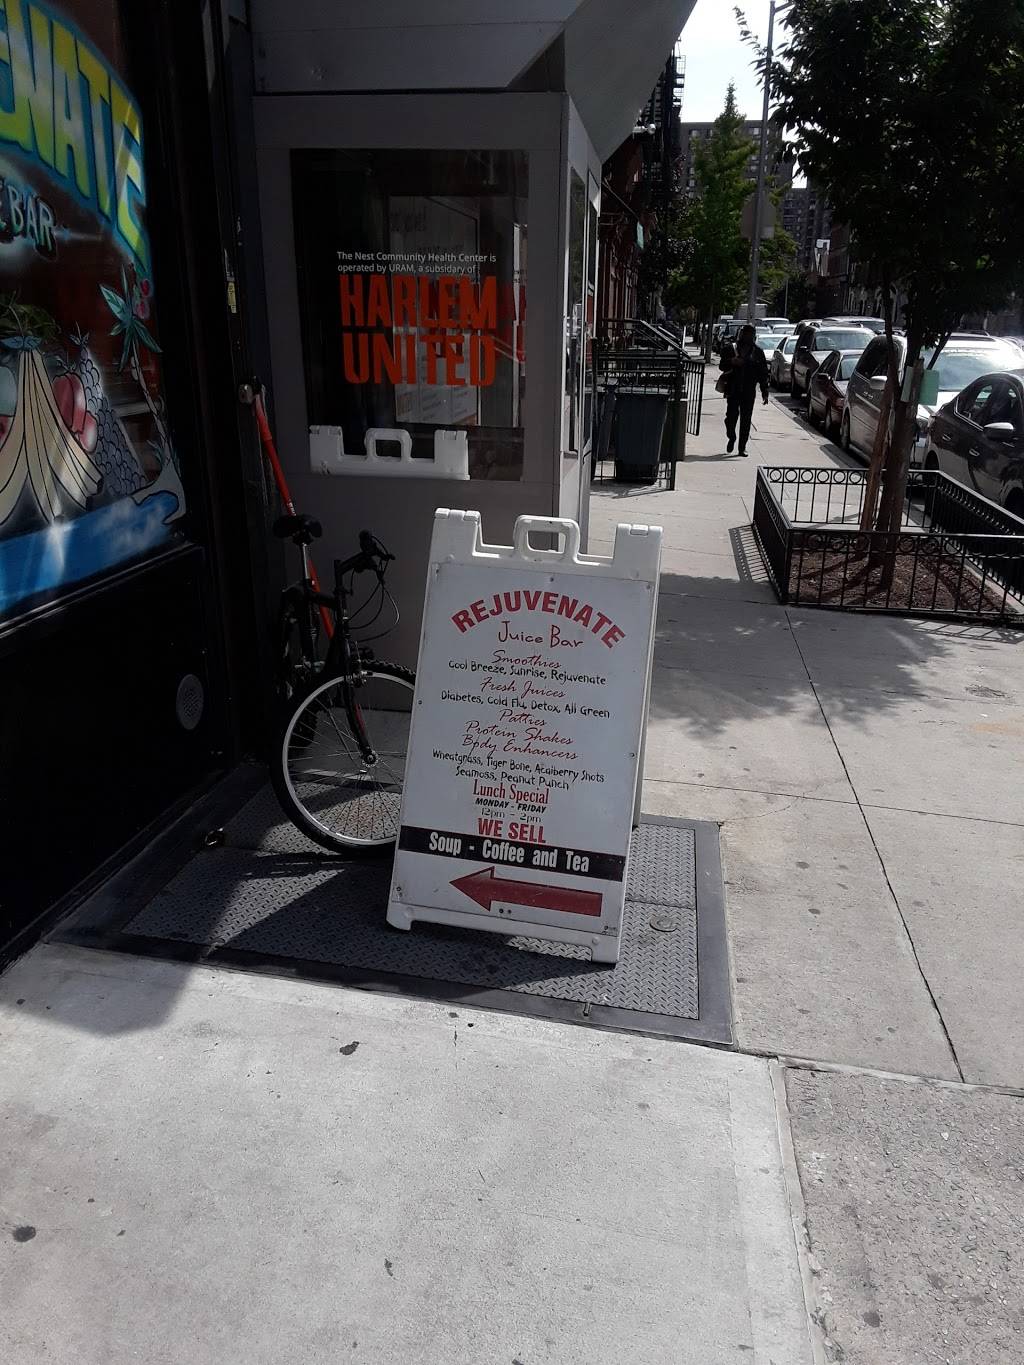 The Nest Community Health Center is
operated by URAM, a subsidiary of
HARLEM
UNITED
BAR
REJUVENATE
Juice Bar
Smoothies
Cool Breeze, Sunrise, Rejuvenate
Fresh Juices
Diabetes, Cold Flu, Detox, All Green
Patties
Protein Shakes
Body Enhancers
Wheatgrass, Tiger Bone, Acaiberry Shots
Seamoss, Peanut Punch
Lunch Special
MONDAY - FRIDAY
12pm - 2pm
WE SELL
Soup - Coffee and Tea